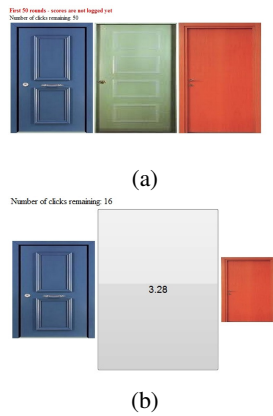 First 50 rounds - scores are not logged yet
Number of clicks remaining: 50
(a)
Number of clicks remaining: 16
3.28
(b)